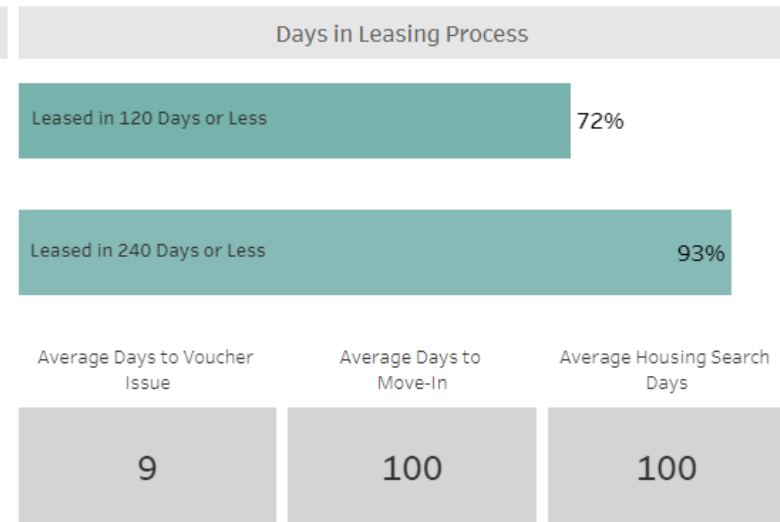 Days in Leasing Process
Leased in 120 Days or Less
72%
Leased in 240 Days or Less
93%
Average Days to Voucher
Issue
Average Days to
Move-In
Average Housing Search
Days
9
100
100